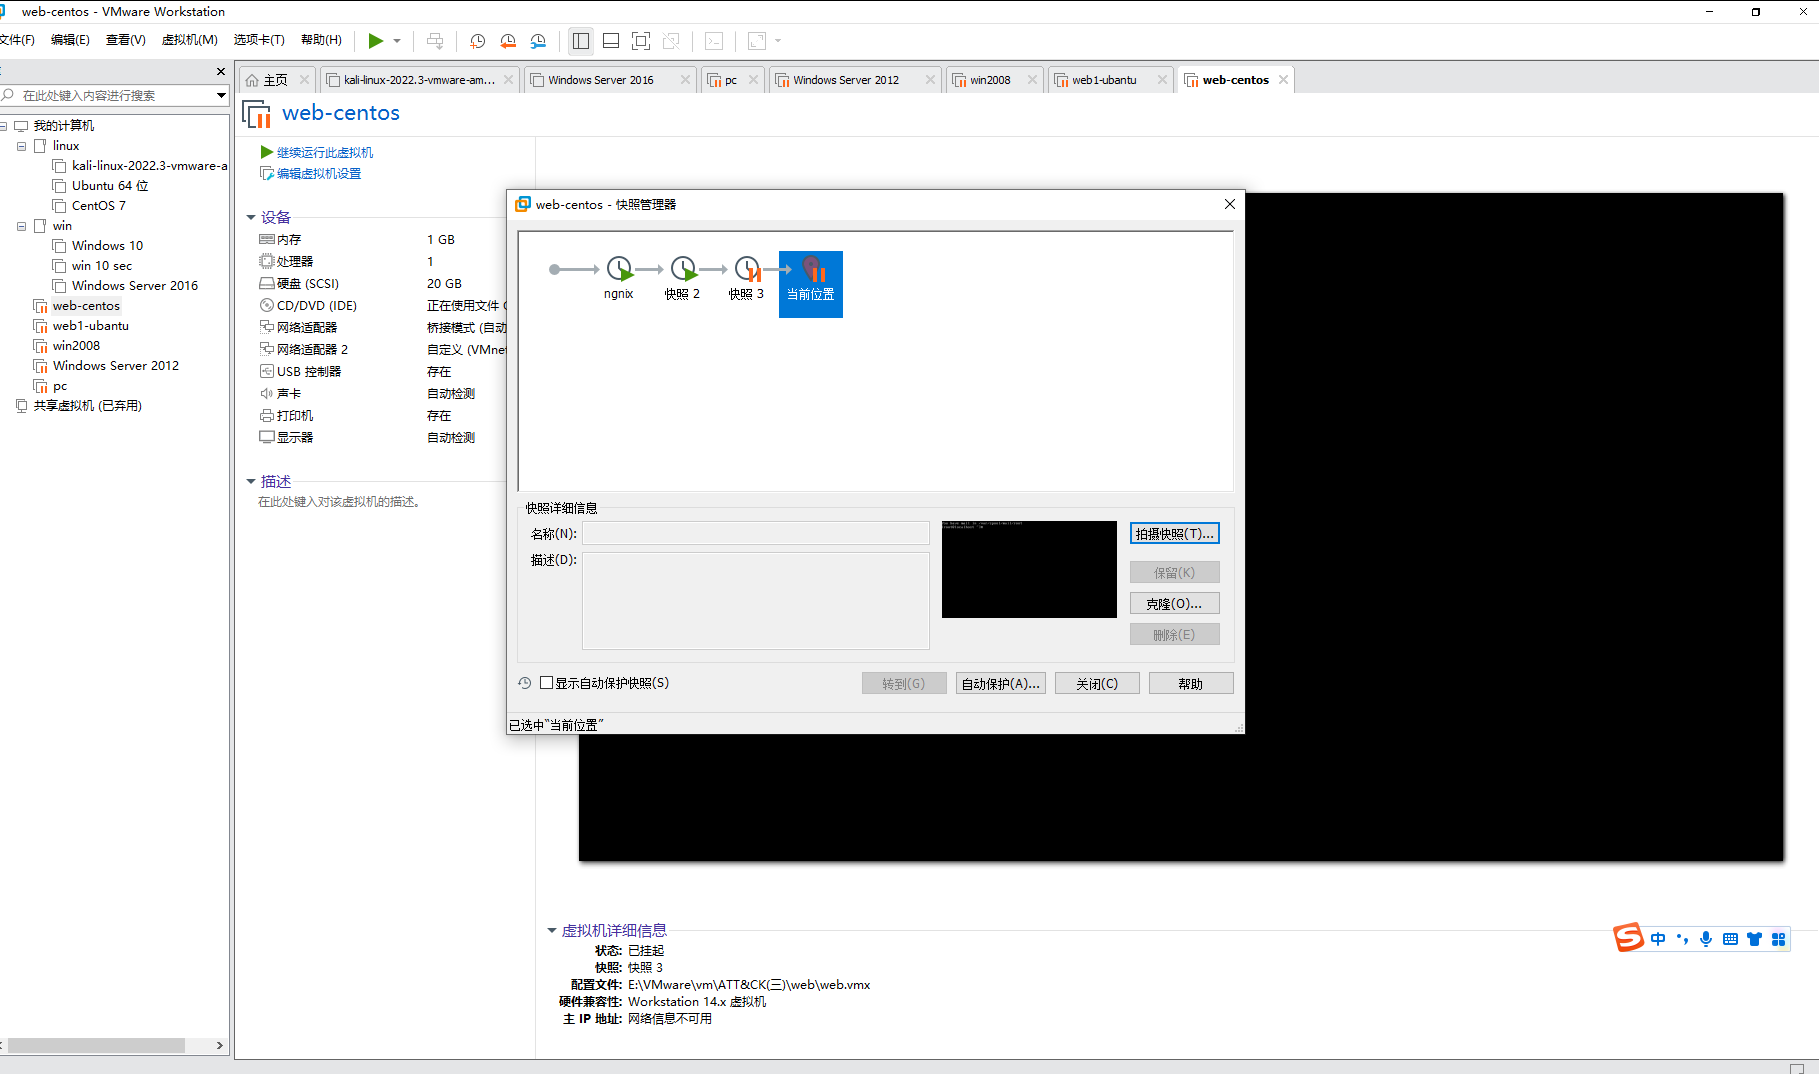 web-centos - VMware Workstation
文件(F) 编辑(E) 查看(V) 虚拟机(M) 选项卡(T) 帮助(H)
在此处键入内容进行搜索
我的计算机
linux
kali-linux-2022.3-vmware-a
Ubuntu 64 位
CentOS 7
win
Windows 10
win 10 sec
Windows Server 2016
web-centos
web1-ubantu
win2008
Windows Server 2012
pc
共享虚拟机 (已弃用)
主页 kali-linux-2022.3-vmware-am... Windows Server 2016 pc Windows Server 2012 win2008 web1-ubantu web-centos
web-centos
继续运行此虚拟机
编辑虚拟机设置
设备
内存 1 GB
处理器 1
硬盘 (SCSI) 20 GB
CD/DVD (IDE) 正在使用文件
网络适配器 桥接模式 (自动
网络适配器 2 自定义 (VMnet
USB 控制器 存在
声卡 自动检测
打印机 存在
显示器 自动检测
描述
在此处键入对该虚拟机的描述。
web-centos - 快照管理器
ngnix 快照 2 快照 3 当前位置
快照详细信息
名称(N):
描述(D):
拍摄快照(T)...
保留(K)
克隆(O)...
删除(E)
显示自动保护快照(S)
转到(G) 自动保护(A)... 关闭(C) 帮助
已选中"当前位置"
虚拟机详细信息
状态: 已挂起
快照: 快照 3
配置文件: E:\VMware\vm\ATT&CK(三)\web\web.vmx
硬件兼容性: Workstation 14.x 虚拟机
主 IP 地址: 网络信息不可用
中